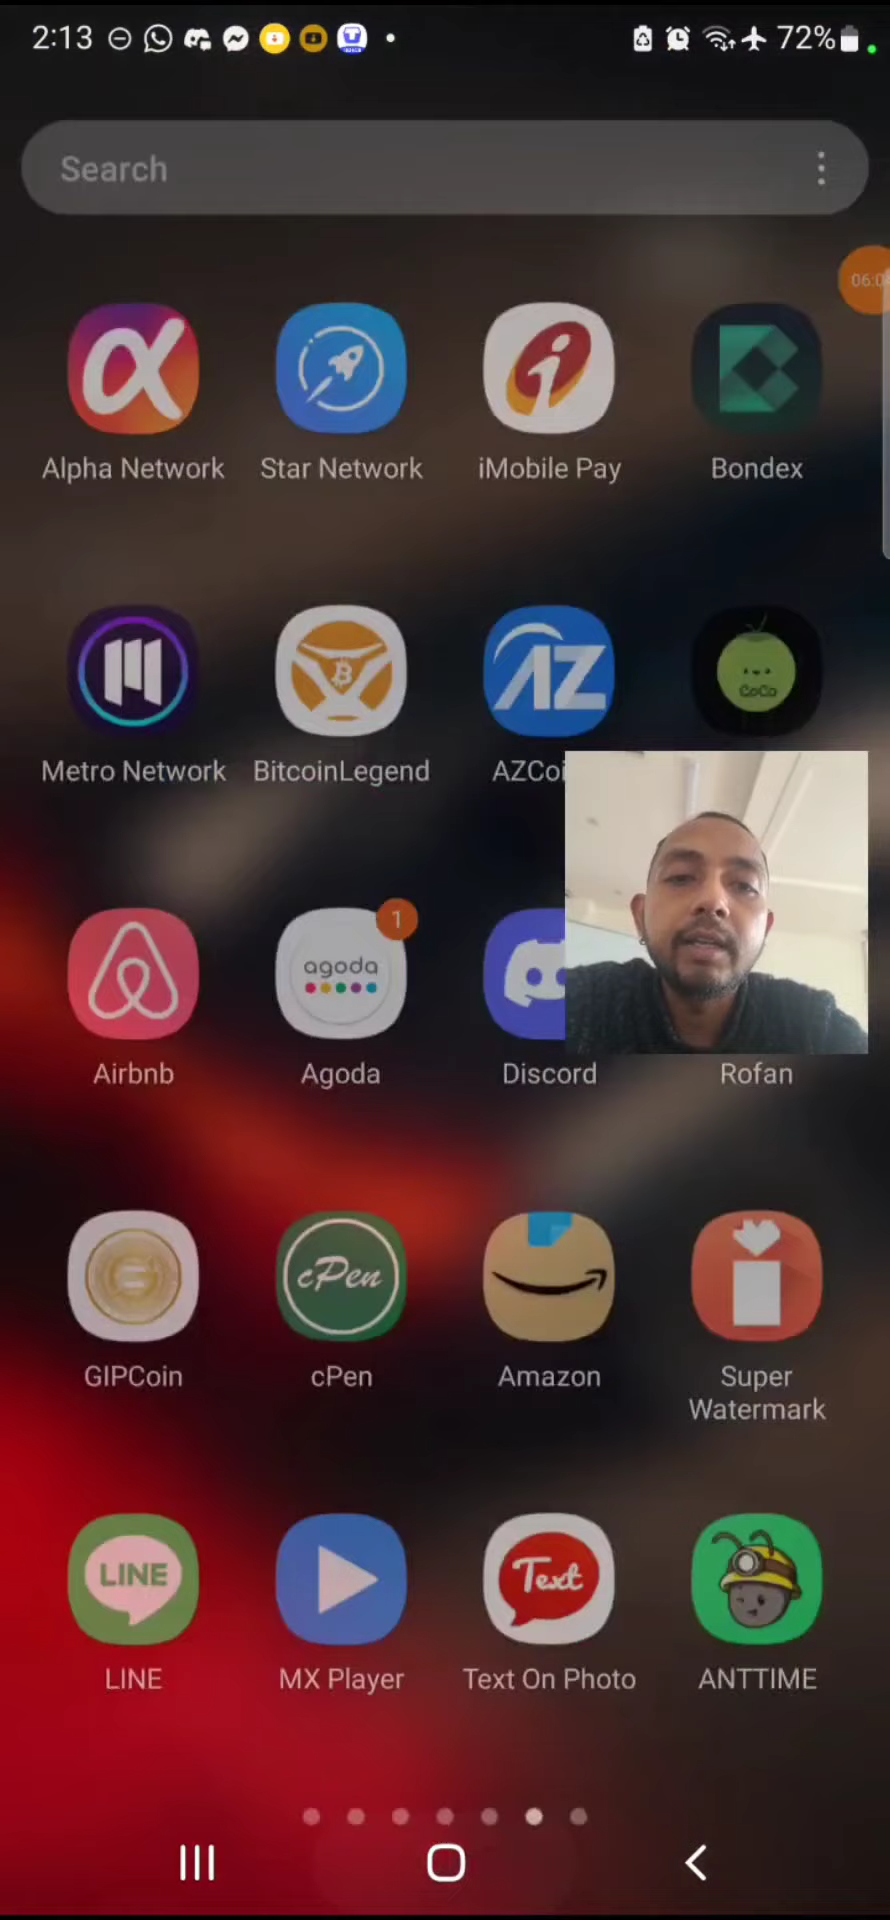 2:13
72%
Search
06:0
Alpha Network
Star Network
iMobile Pay
Bondex
Metro Network
BitcoinLegend
AZ
AZCoi
CoCo
1
agoda
Airbnb
Agoda
Discord
Rofan
cPen
GIPCoin
cPen
Amazon
Super
Watermark
LINE
Text
LINE
MX Player
Text On Photo
ANTTIME